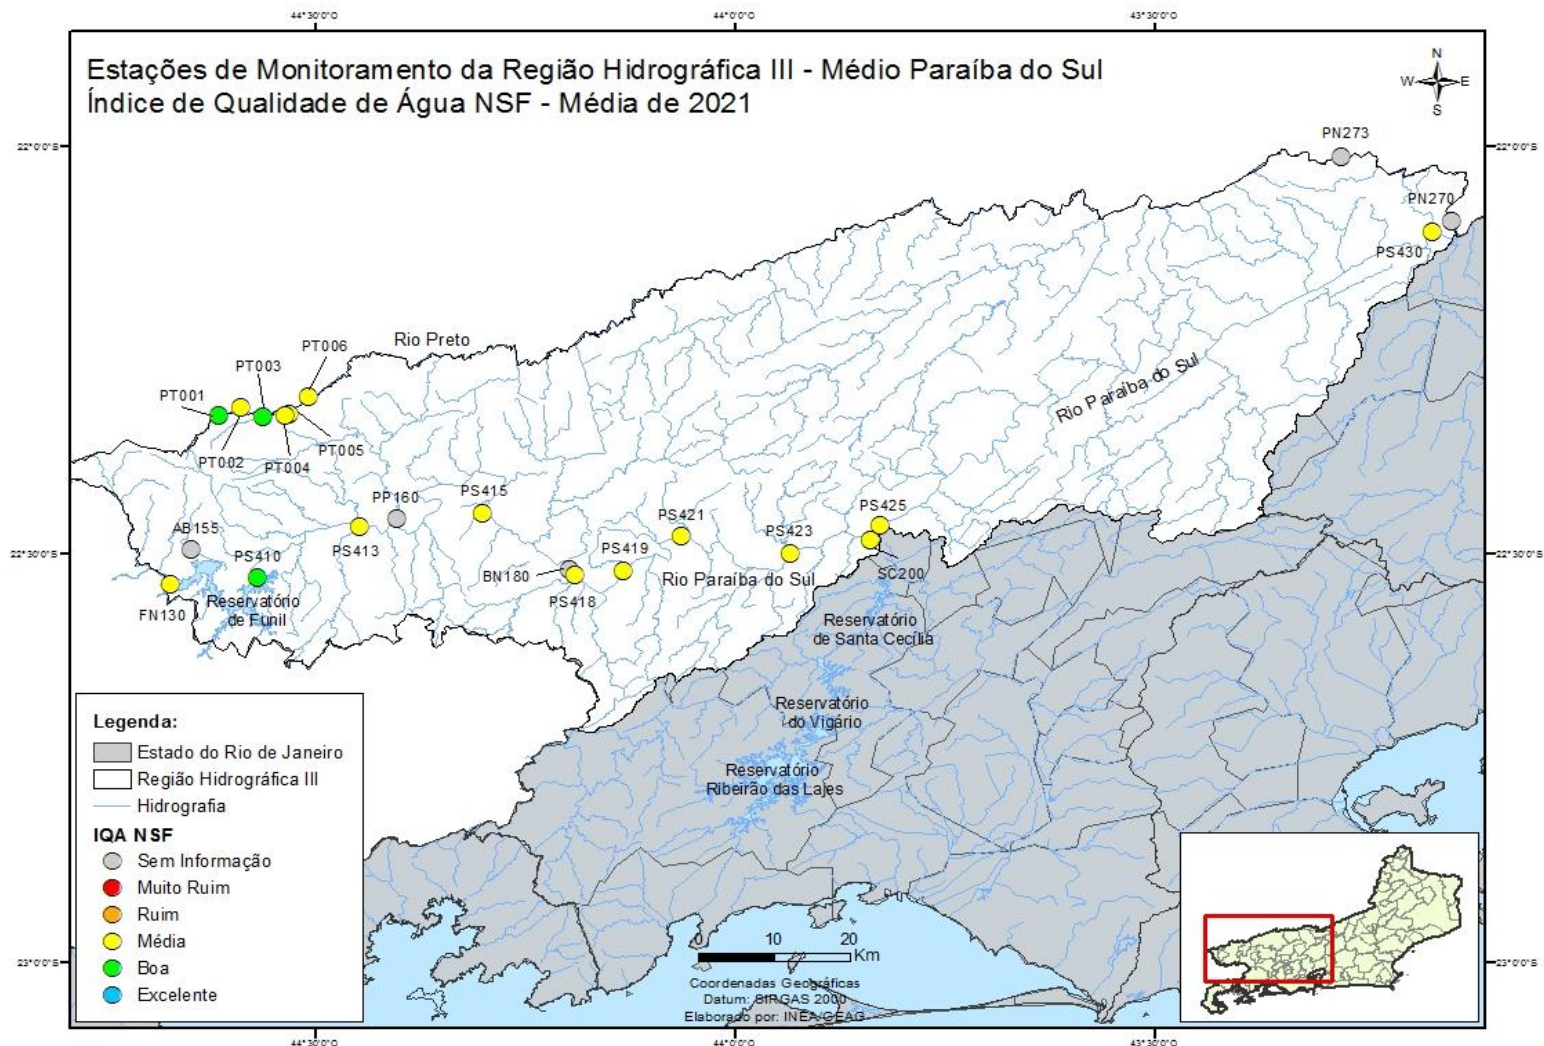 44°30'0"O
44°0'0"O
43°30'0"O
Estações de Monitoramento da Região Hidrográfica III - Médio Paraíba do Sul
Índice de Qualidade de Água NSF - Média de 2021
N
W
E
S
22°0'0"S
22°0'0"S
PN273
PN270
PS430
Rio Preto
PT006
PT003
PT001
PT002
PT004
PT005
Rio Paraíba do Sul
PP160
PS415
AB155
PS410
PS413
PS421
PS425
PS423
PS419
22°30'0"S
22°30'0"S
BN180
Rio Paraíba do Sul
SC200
PS418
FN130
Reservatório
de Funil
Reservatório
de Santa Cecília
Reservatório
do Vigário
Reservatório
Ribeirão das Lajes
Legenda:
Estado do Rio de Janeiro
Região Hidrográfica III
Hidrografia
IQA NSF
Sem Informação
Muito Ruim
Ruim
Média
Boa
Excelente
0
10
20
Km
Coordenadas Geográficas
Datum: SIRGAS 2000
Elaborado por: INEA/GEAG
23°0'0"S
23°0'0"S
44°30'0"O
44°0'0"O
43°30'0"O